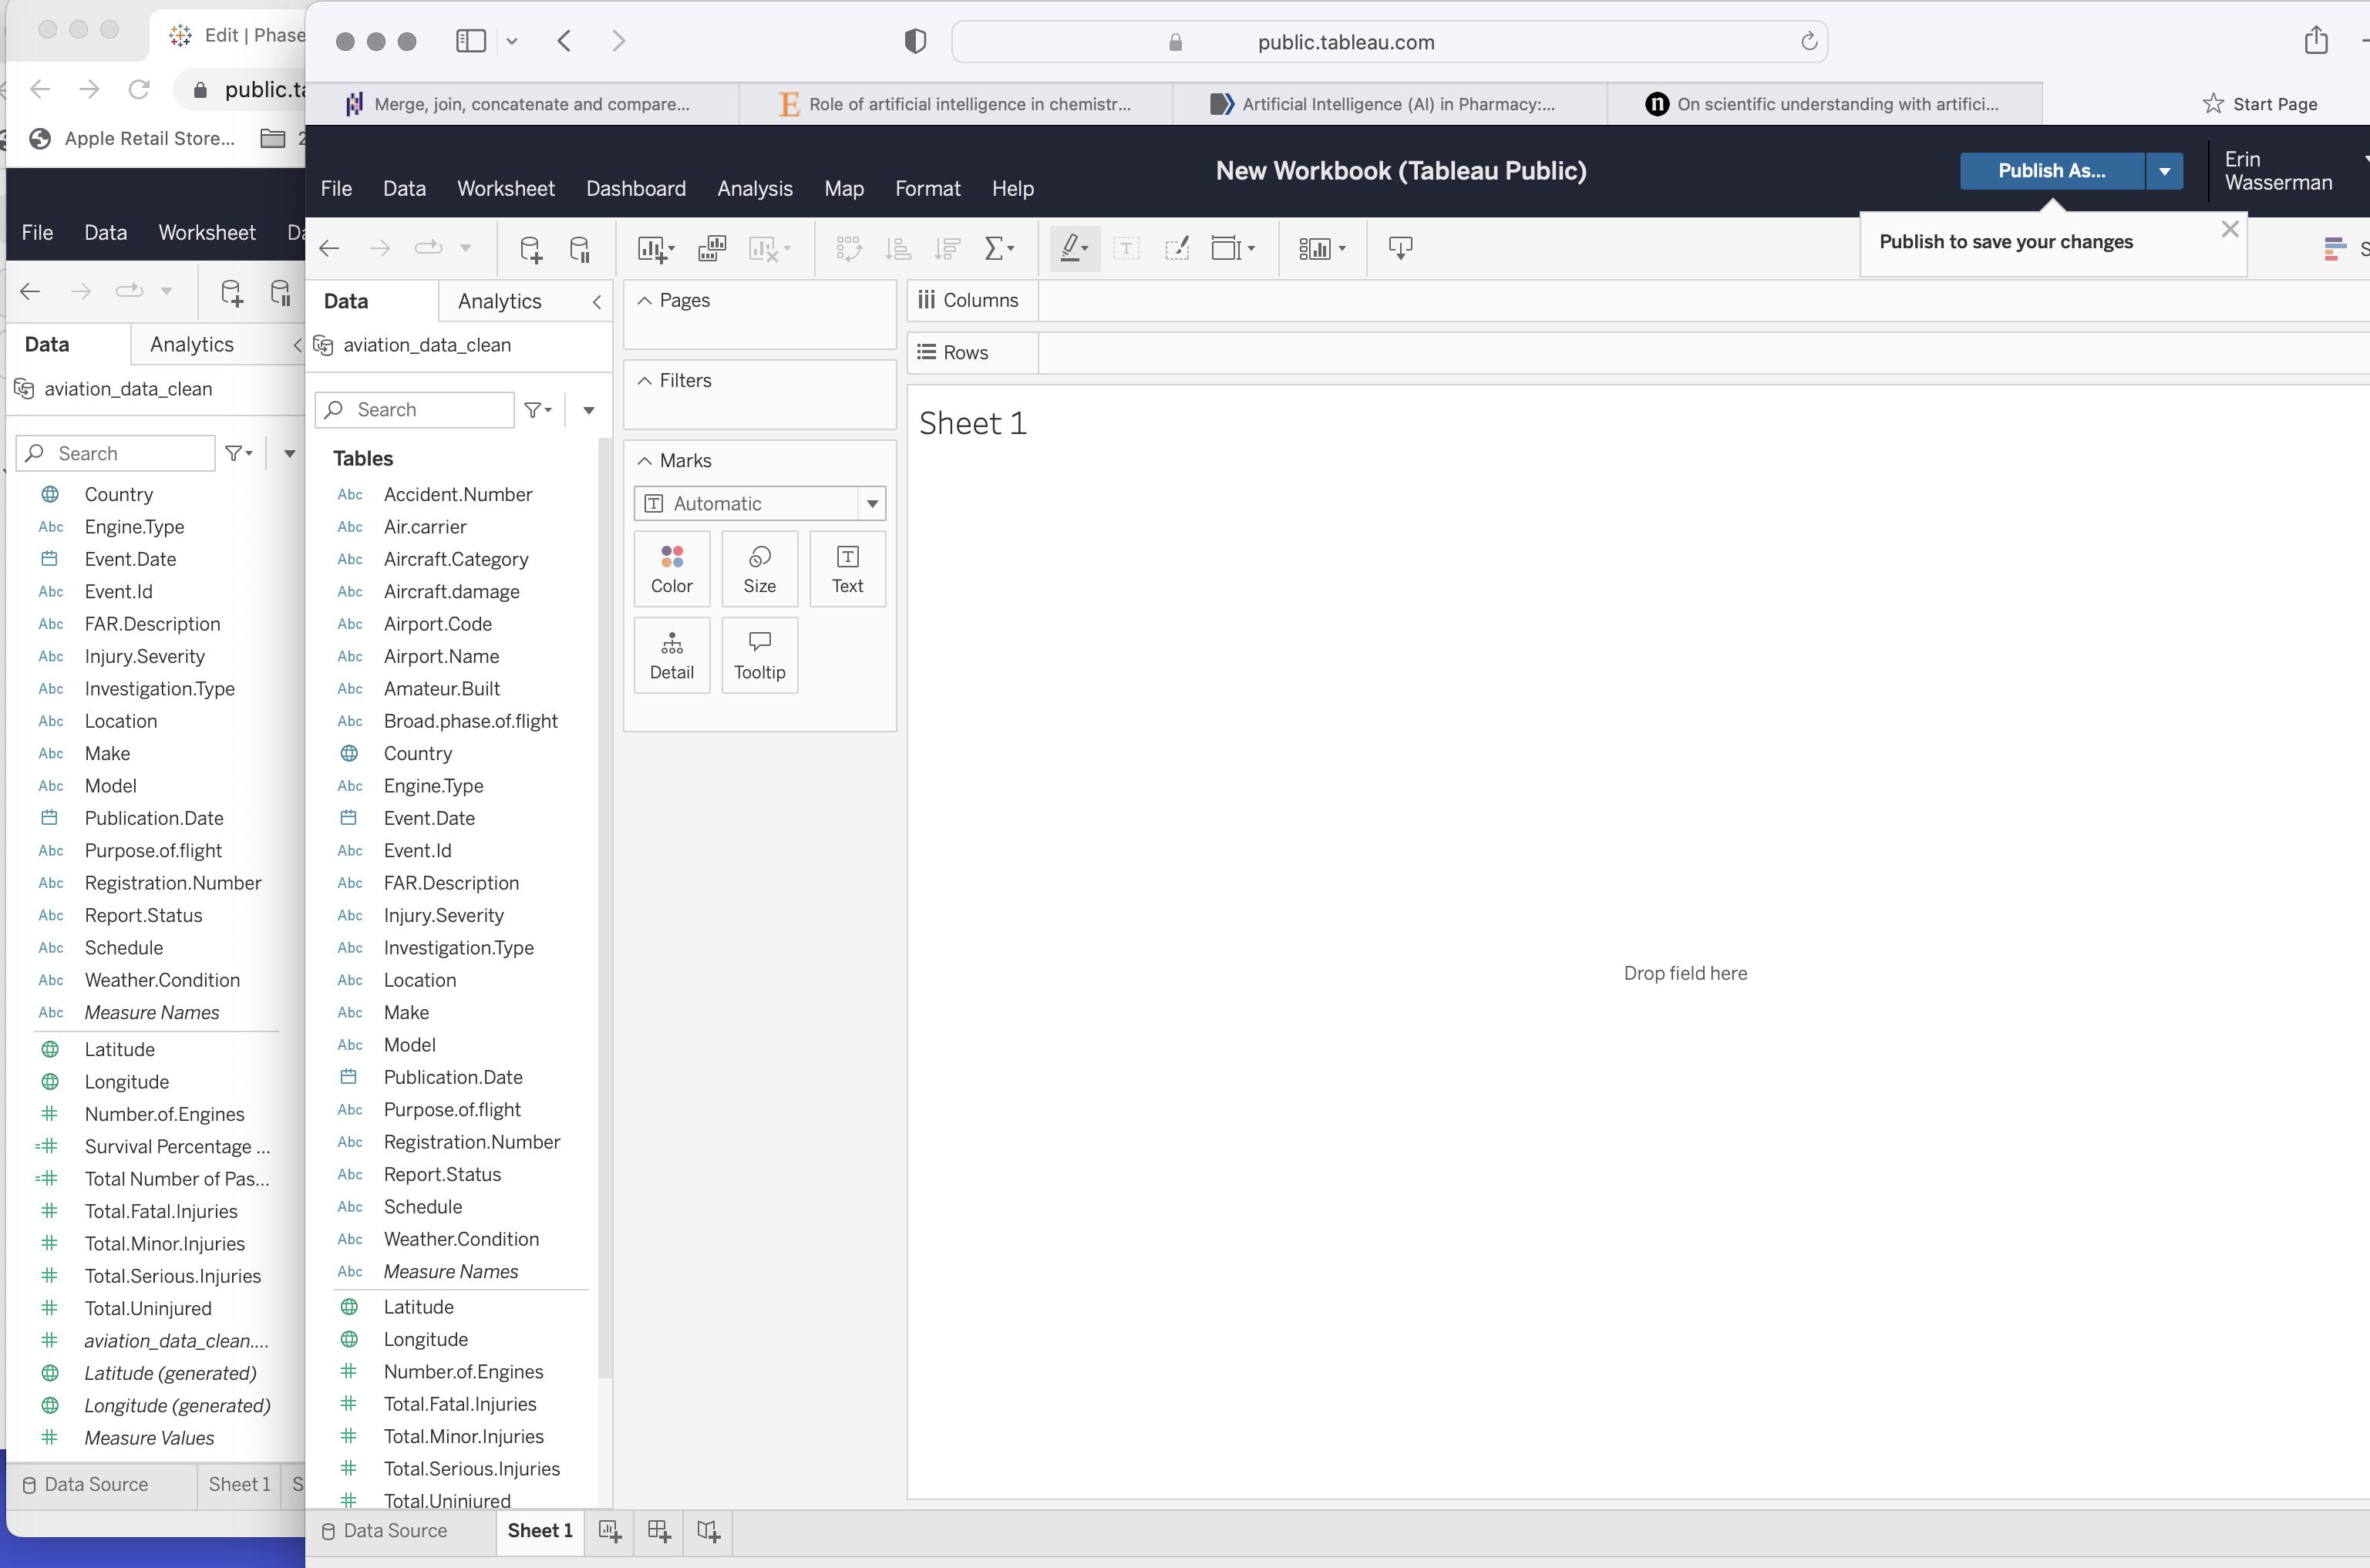 Edit | Phase
public.ta
Apple Retail Store...
2
File Data Worksheet Da
Data Analytics
aviation_data_clean
Search
Country
Abc Engine.Type
Event.Date
Abc Event.Id
Abc FAR.Description
Abc Injury.Severity
Abc Investigation.Type
Abc Location
Abc Make
Abc Model
Publication.Date
Abc Purpose.of.flight
Abc Registration.Number
Abc Report.Status
Abc Schedule
Abc Weather.Condition
Abc Measure Names
Latitude
Longitude
# Number.of.Engines
=# Survival Percentage ...
=# Total Number of Pas...
# Total.Fatal.Injuries
# Total.Minor.Injuries
# Total.Serious.Injuries
# Total.Uninjured
# aviation_data_clean....
Latitude (generated)
Longitude (generated)
# Measure Values
Data Source Sheet 1 S
public.tableau.com
Merge, join, concatenate and compare...
E Role of artificial intelligence in chemistr...
Artificial Intelligence (AI) in Pharmacy:...
n On scientific understanding with artifici...
Start Page
New Workbook (Tableau Public)
File Data Worksheet Dashboard Analysis Map Format Help
Publish As...
Erin
Wasserman
Publish to save your changes
S
Data Analytics
aviation_data_clean
Search
Tables
Abc Accident.Number
Abc Air.carrier
Abc Aircraft.Category
Abc Aircraft.damage
Abc Airport.Code
Abc Airport.Name
Abc Amateur.Built
Abc Broad.phase.of.flight
Country
Abc Engine.Type
Event.Date
Abc Event.Id
Abc FAR.Description
Abc Injury.Severity
Abc Investigation.Type
Abc Location
Abc Make
Abc Model
Publication.Date
Abc Purpose.of.flight
Abc Registration.Number
Abc Report.Status
Abc Schedule
Abc Weather.Condition
Abc Measure Names
Latitude
Longitude
# Number.of.Engines
# Total.Fatal.Injuries
# Total.Minor.Injuries
# Total.Serious.Injuries
# Total.Uninjured
Pages
Filters
Marks
T Automatic
Color Size Text
Detail Tooltip
Columns
Rows
Sheet 1
Drop field here
Data Source Sheet 1